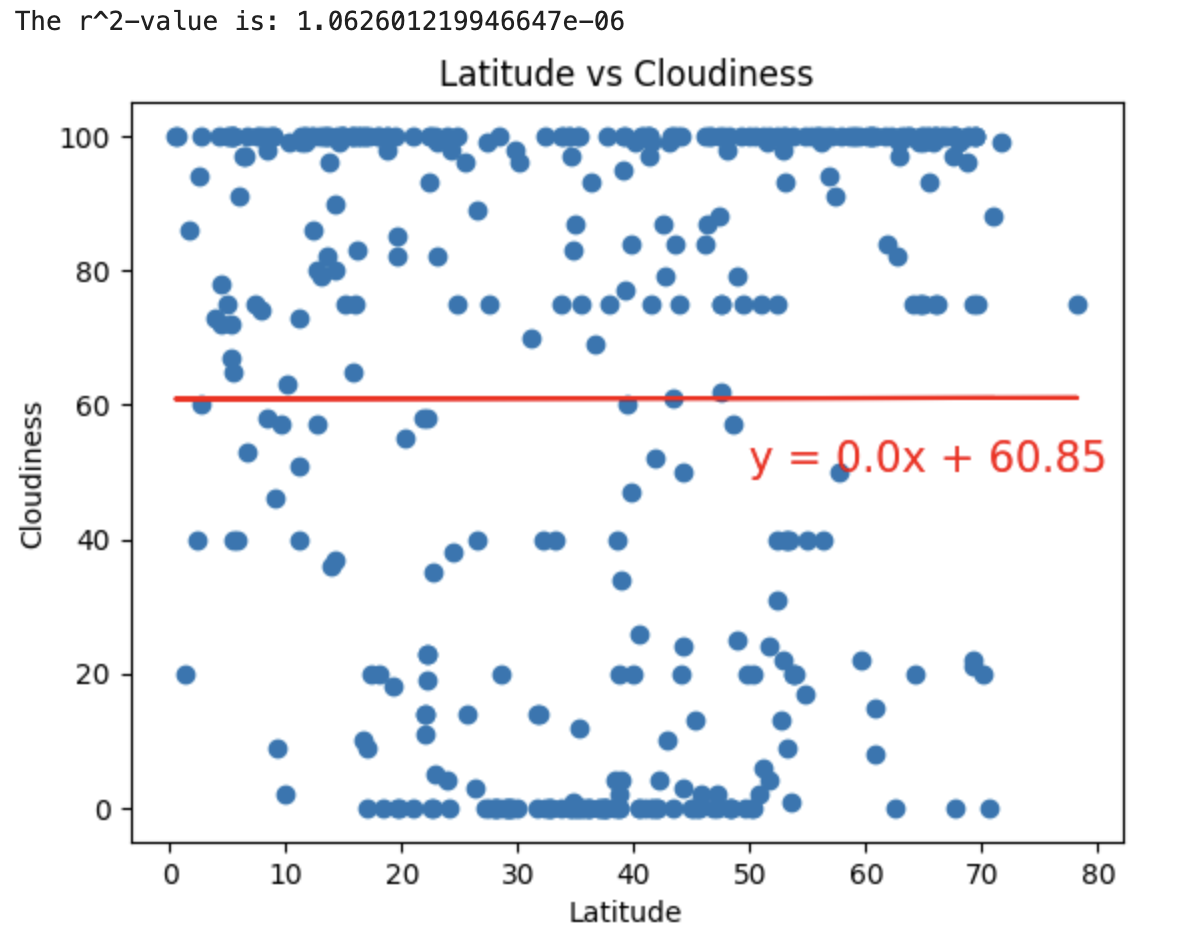 The r^2-value is: 1.062601219946647e-06
Latitude vs Cloudiness
100
80
60
40
20
0
Cloudiness
y = 0.0x + 60.85
0 10 20 30 40 50 60 70 80
Latitude